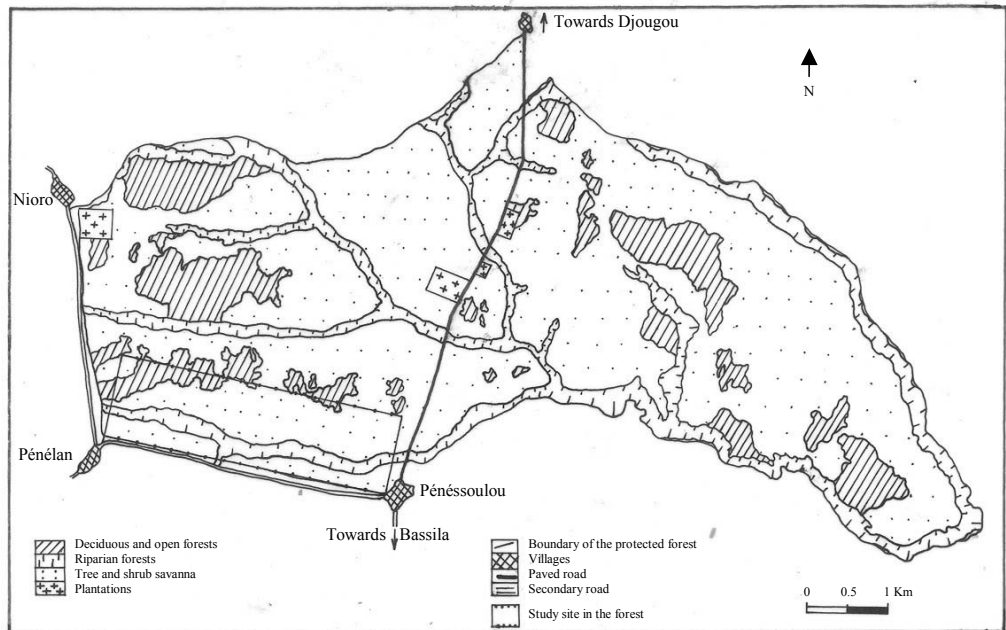 Towards Djougou
N
Nioro
Pénélan
Pénéssoulou
Towards Bassila
Deciduous and open forests
Riparian forests
Tree and shrub savanna
Plantations
Boundary of the protected forest
Villages
Paved road
Secondary road
Study site in the forest
0 0.5 1 Km